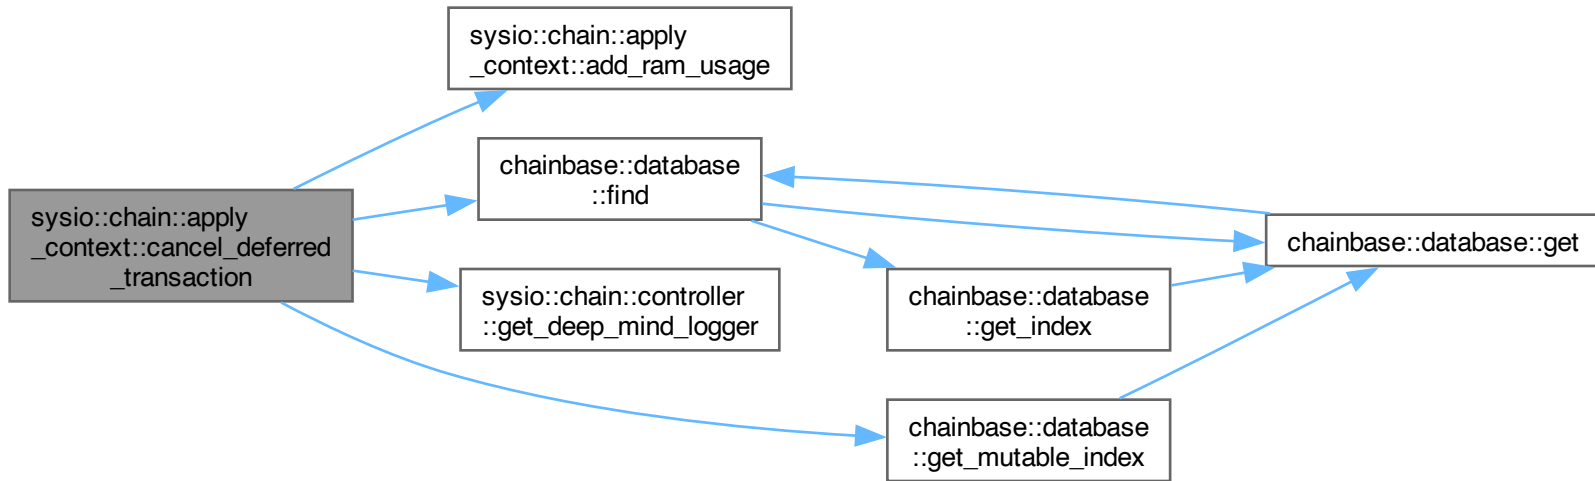 sysio::chain::apply
_context::add_ram_usage
chainbase::database
::find
sysio::chain::apply
_context::cancel_deferred
_transaction
chainbase::database::get
sysio::chain::controller
::get_deep_mind_logger
chainbase::database
::get_index
chainbase::database
::get_mutable_index